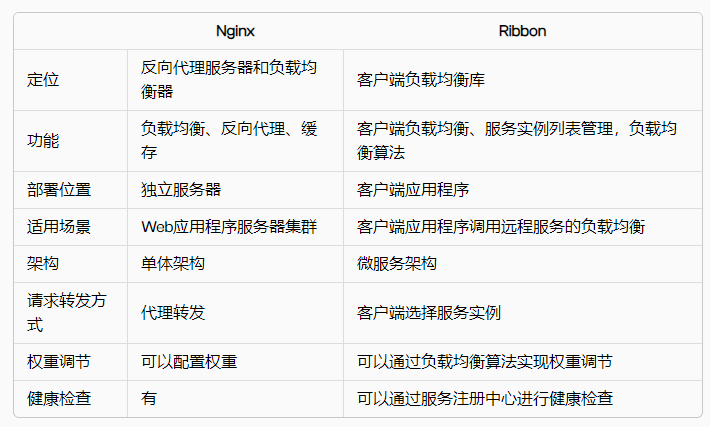 Nginx Ribbon
定位 反向代理服务器和负载均衡器 客户端负载均衡库
功能 负载均衡、反向代理、缓存 客户端负载均衡、服务实例列表管理，负载均衡算法
部署位置 独立服务器 客户端应用程序
适用场景 Web应用程序服务器集群 客户端应用程序调用远程服务的负载均衡
架构 单体架构 微服务架构
请求转发方式 代理转发 客户端选择服务实例
权重调节 可以配置权重 可以通过负载均衡算法实现权重调节
健康检查 有 可以通过服务注册中心进行健康检查